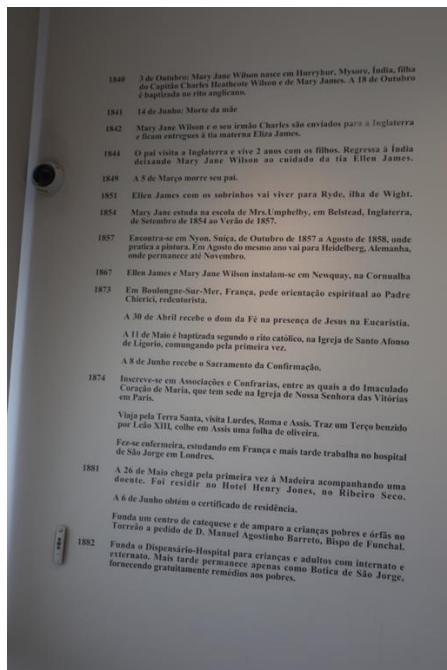 1840 3 de Outubro: Mary Jane Wilson nasce em Hurryhur, Mysore, Índia, filha
do Capitão Charles Heathcote Wilson e de Mary James. A 18 de Outubro
é baptizada no rito anglicano.
1841 14 de Junho: Morte da mãe
1842 Mary Jane Wilson e o seu irmão Charles são enviados para a Inglaterra
e ficam entregues à tia materna Eliza James.
1844 O pai visita a Inglaterra e vive 2 anos com os filhos. Regressa à Índia
deixando Mary Jane Wilson ao cuidado da tia Ellen James.
1849 A 5 de Março morre seu pai.
1851 Ellen James com os sobrinhos vai viver para Ryde, ilha de Wight.
1854 Mary Jane estuda na escola de Mrs.Umphelby, em Belstead, Inglaterra,
de Setembro de 1854 ao Verão de 1857.
1857 Encontra-se em Nyon, Suíça, de Outubro de 1857 a Agosto de 1858, onde
pratica a pintura. Em Agosto do mesmo ano vai para Heidelberg, Alemanha,
onde permanece até Novembro.
1867 Ellen James e Mary Jane Wilson instalam-se em Newquay, na Cornualha
1873 Em Boulongne-Sur-Mer, França, pede orientação espiritual ao Padre
Chierici, redentorista.
A 30 de Abril recebe o dom da Fé na presença de Jesus na Eucaristia.
A 11 de Maio é baptizada segundo o rito católico, na Igreja de Santo Afonso
de Ligorio, comungando pela primeira vez.
A 8 de Junho recebe o Sacramento da Confirmação.
1874 Inscreve-se em Associações e Confrarias, entre as quais a do Imaculado
Coração de Maria, que tem sede na Igreja de Nossa Senhora das Vitórias
em Paris.
Viaja pela Terra Santa, visita Lurdes, Roma e Assis. Traz um Terço benzido
por Leão XIII, colhe em Assis uma folha de oliveira.
Fez-se enfermeira, estudando em França e mais tarde trabalha no hospital
de São Jorge em Londres.
1881 A 26 de Maio chega pela primeira vez à Madeira acompanhando uma
doente. Foi residir no Hotel Henry Jones, no Ribeiro Seco.
A 6 de Junho obtém o certificado de residência.
Funda um centro de catequese e de amparo a crianças pobres e órfãs no
Torreão a pedido de D. Manuel Agostinho Barreto, Bispo de Funchal.
1882 Funda o Dispensário-Hospital para crianças e adultos com internato e
externato. Mais tarde permanece apenas como Botica de São Jorge,
fornecendo gratuitamente remédios aos pobres.